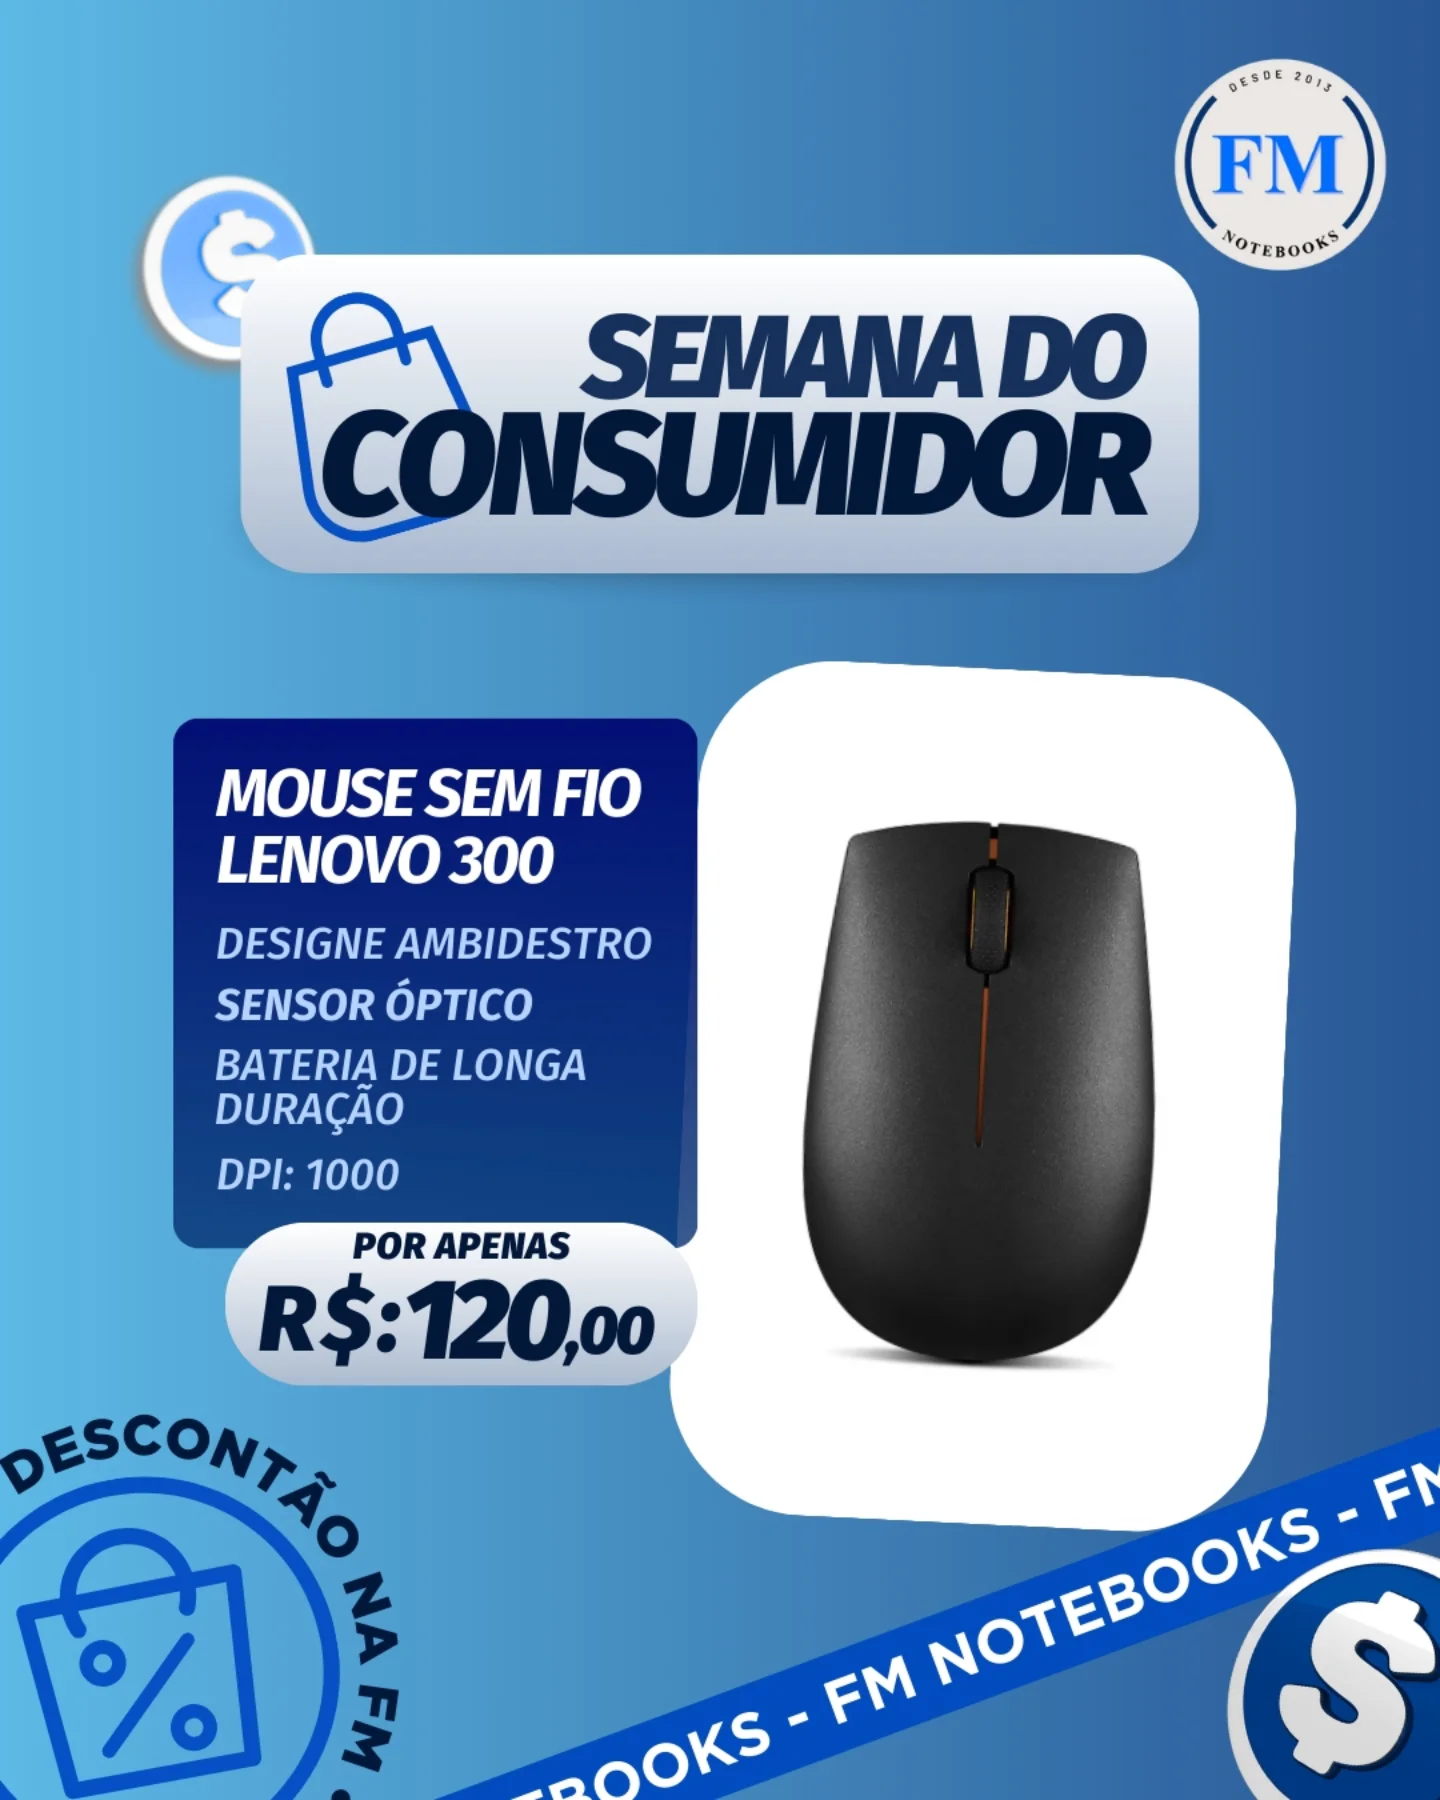 DESDE 2013
FM
NOTEBOOKS
SEMANA DO
CONSUMIDOR
MOUSE SEM FIO
LENOVO 300
DESIGNE AMBIDESTRO
SENSOR ÓPTICO
BATERIA DE LONGA
DURAÇÃO
DPI: 1000
POR APENAS
R$:120,00
DESCONTÃO NA FM
EBOOKS - FM NOTEBOOKS - FM